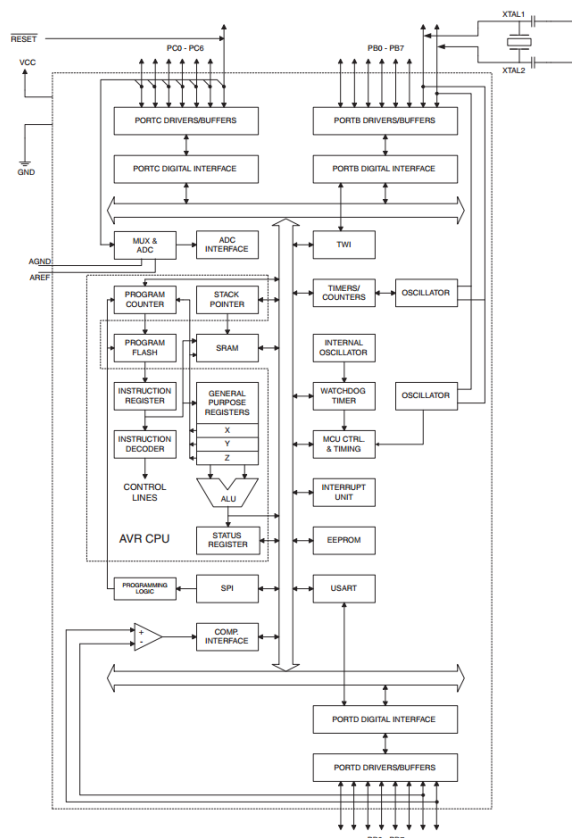 XTAL1
RESET
PC0 - PC6
PB0 - PB7
VCC
XTAL2
PORTC DRIVERS/BUFFERS
PORTB DRIVERS/BUFFERS
GND
PORTC DIGITAL INTERFACE
PORTB DIGITAL INTERFACE
MUX &
ADC
ADC
INTERFACE
TWI
AGND
AREF
PROGRAM
COUNTER
STACK
POINTER
TIMERS/
COUNTERS
OSCILLATOR
PROGRAM
FLASH
SRAM
INTERNAL
OSCILLATOR
INSTRUCTION
REGISTER
GENERAL
PURPOSE
REGISTERS
WATCHDOG
TIMER
OSCILLATOR
X
Y
Z
INSTRUCTION
DECODER
MCU CTRL.
& TIMING
CONTROL
LINES
ALU
INTERRUPT
UNIT
AVR CPU
STATUS
REGISTER
EEPROM
PROGRAMMING
LOGIC
SPI
USART
+
-
COMP.
INTERFACE
PORTD DIGITAL INTERFACE
PORTD DRIVERS/BUFFERS